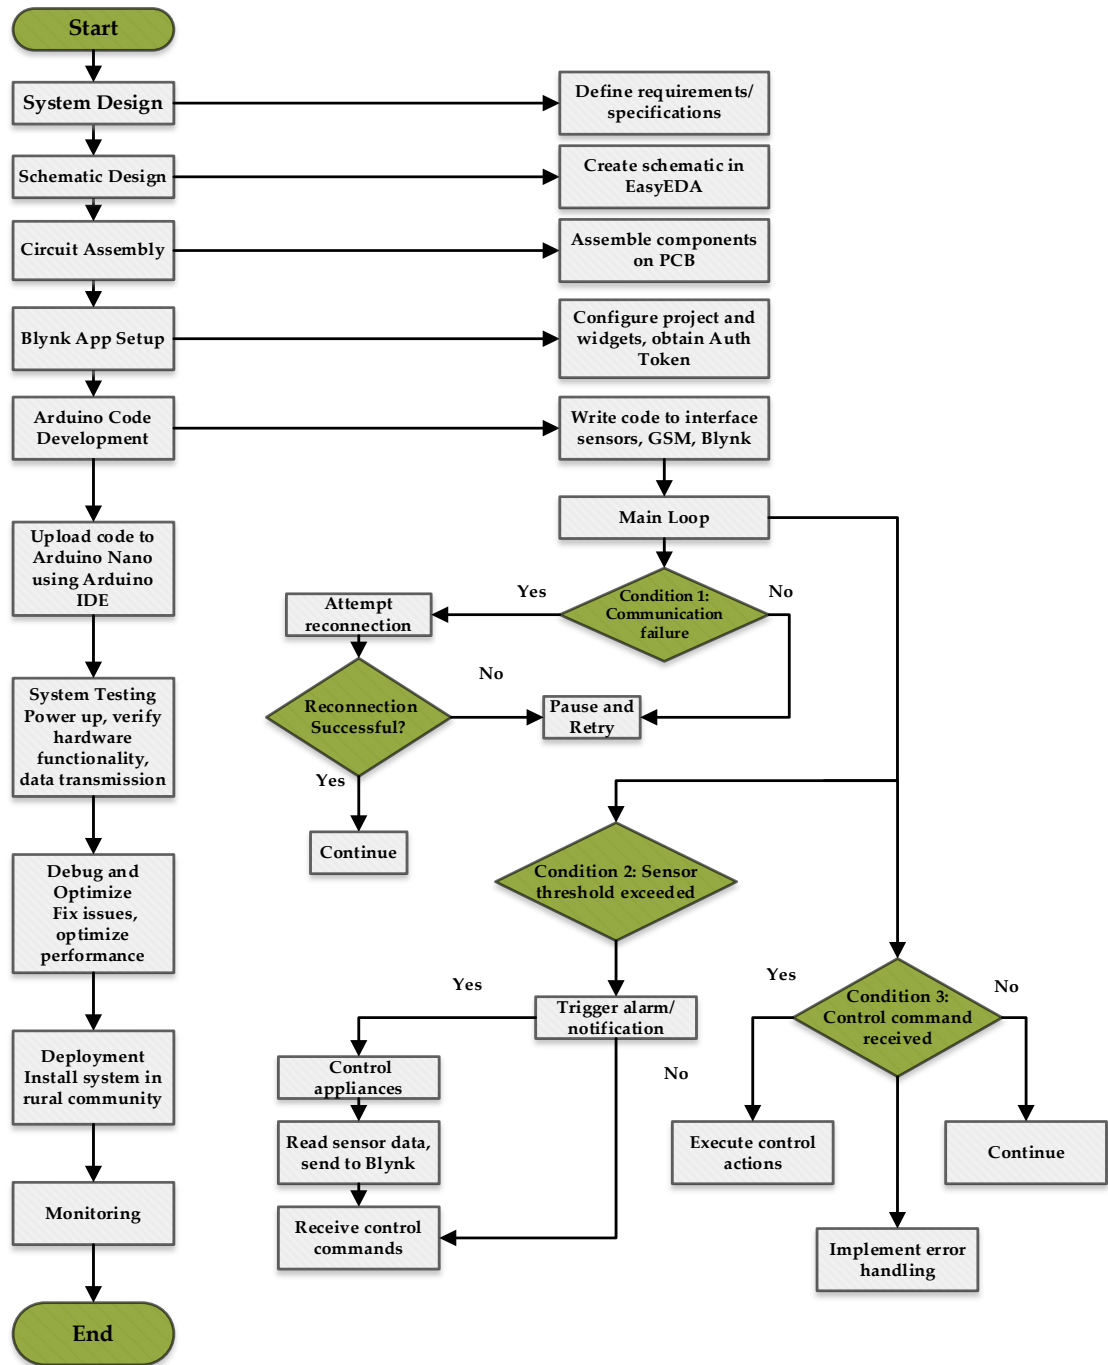 Start
System Design
Define requirements/
specifications
Schematic Design
Create schematic in
EasyEDA
Circuit Assembly
Assemble components
on PCB
Blynk App Setup
Configure project and
widgets, obtain Auth
Token
Arduino Code
Development
Write code to interface
sensors, GSM, Blynk
Upload code to
Arduino Nano
using Arduino
IDE
Main Loop
Condition 1:
Communication
failure
Yes
No
Attempt
reconnection
Reconnection
Successful?
No
Pause and
Retry
Yes
Continue
System Testing
Power up, verify
hardware
functionality,
data transmission
Debug and
Optimize
Fix issues,
optimize
performance
Condition 2: Sensor
threshold exceeded
Yes
Trigger alarm/
notification
No
Control
appliances
Read sensor data,
send to Blynk
Receive control
commands
Yes
Condition 3:
Control command
received
No
Execute control
actions
Continue
Implement error
handling
Deployment
Install system in
rural community
Monitoring
End